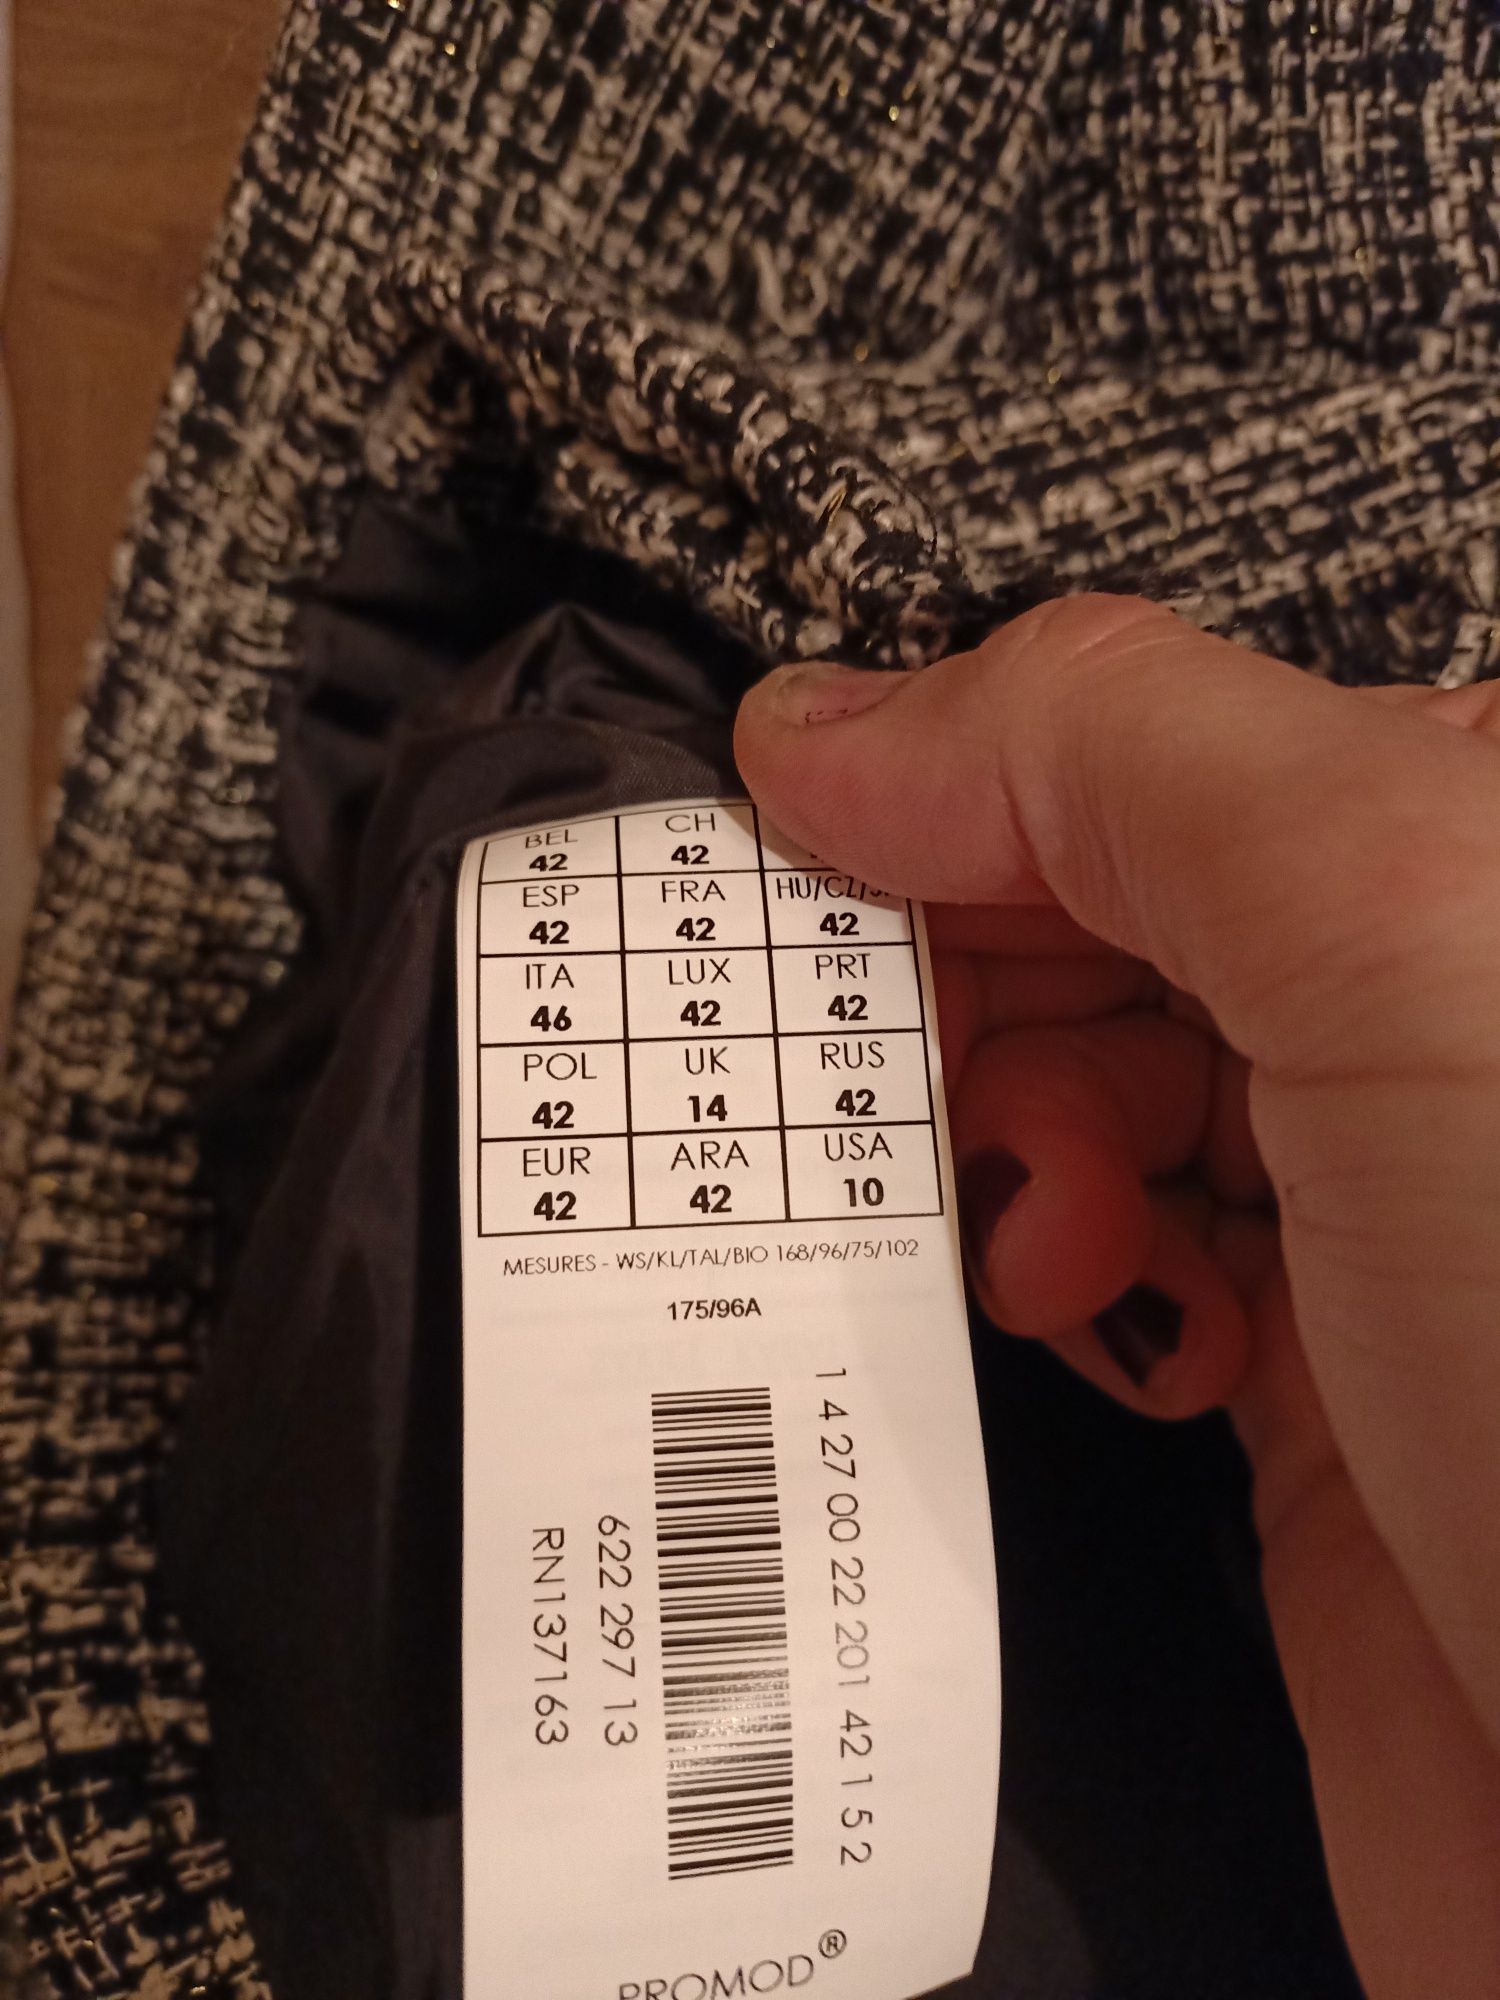 BEL CH
42 42
ESP FRA HU/CZ/
42 42 42
ITA LUX PRT
46 42 42
POL UK RUS
42 14 42
EUR ARA USA
42 42 10
MESURES - WS/KL/TAL/BIO 168/96/75/102
175/96A
1 4 27 00 22 201 42 1 5 2
622 297 13
RN137163
PROMOD®